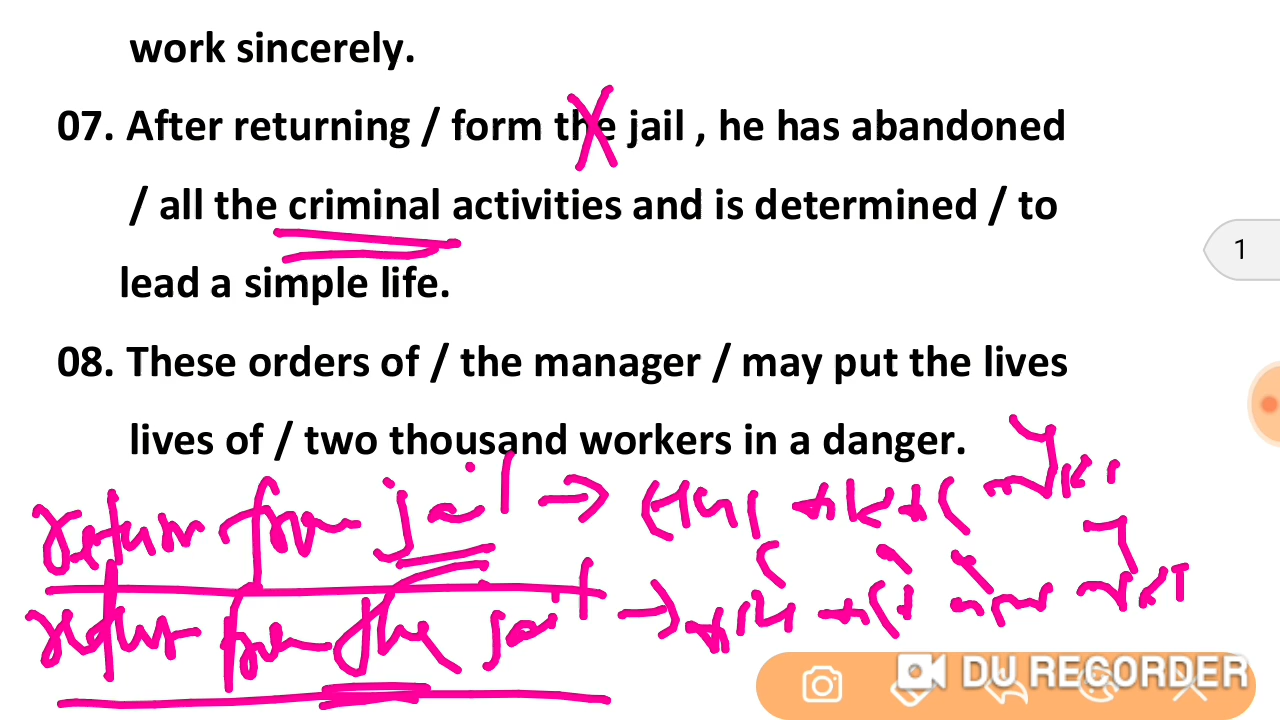 work sincerely.
07. After returning / form the jail , he has abandoned
/ all the criminal activities and is determined / to
lead a simple life.
1
08. These orders of / the manager / may put the lives
lives of / two thousand workers in a danger.
return from jail →
return from the jail →
DU RECORDER